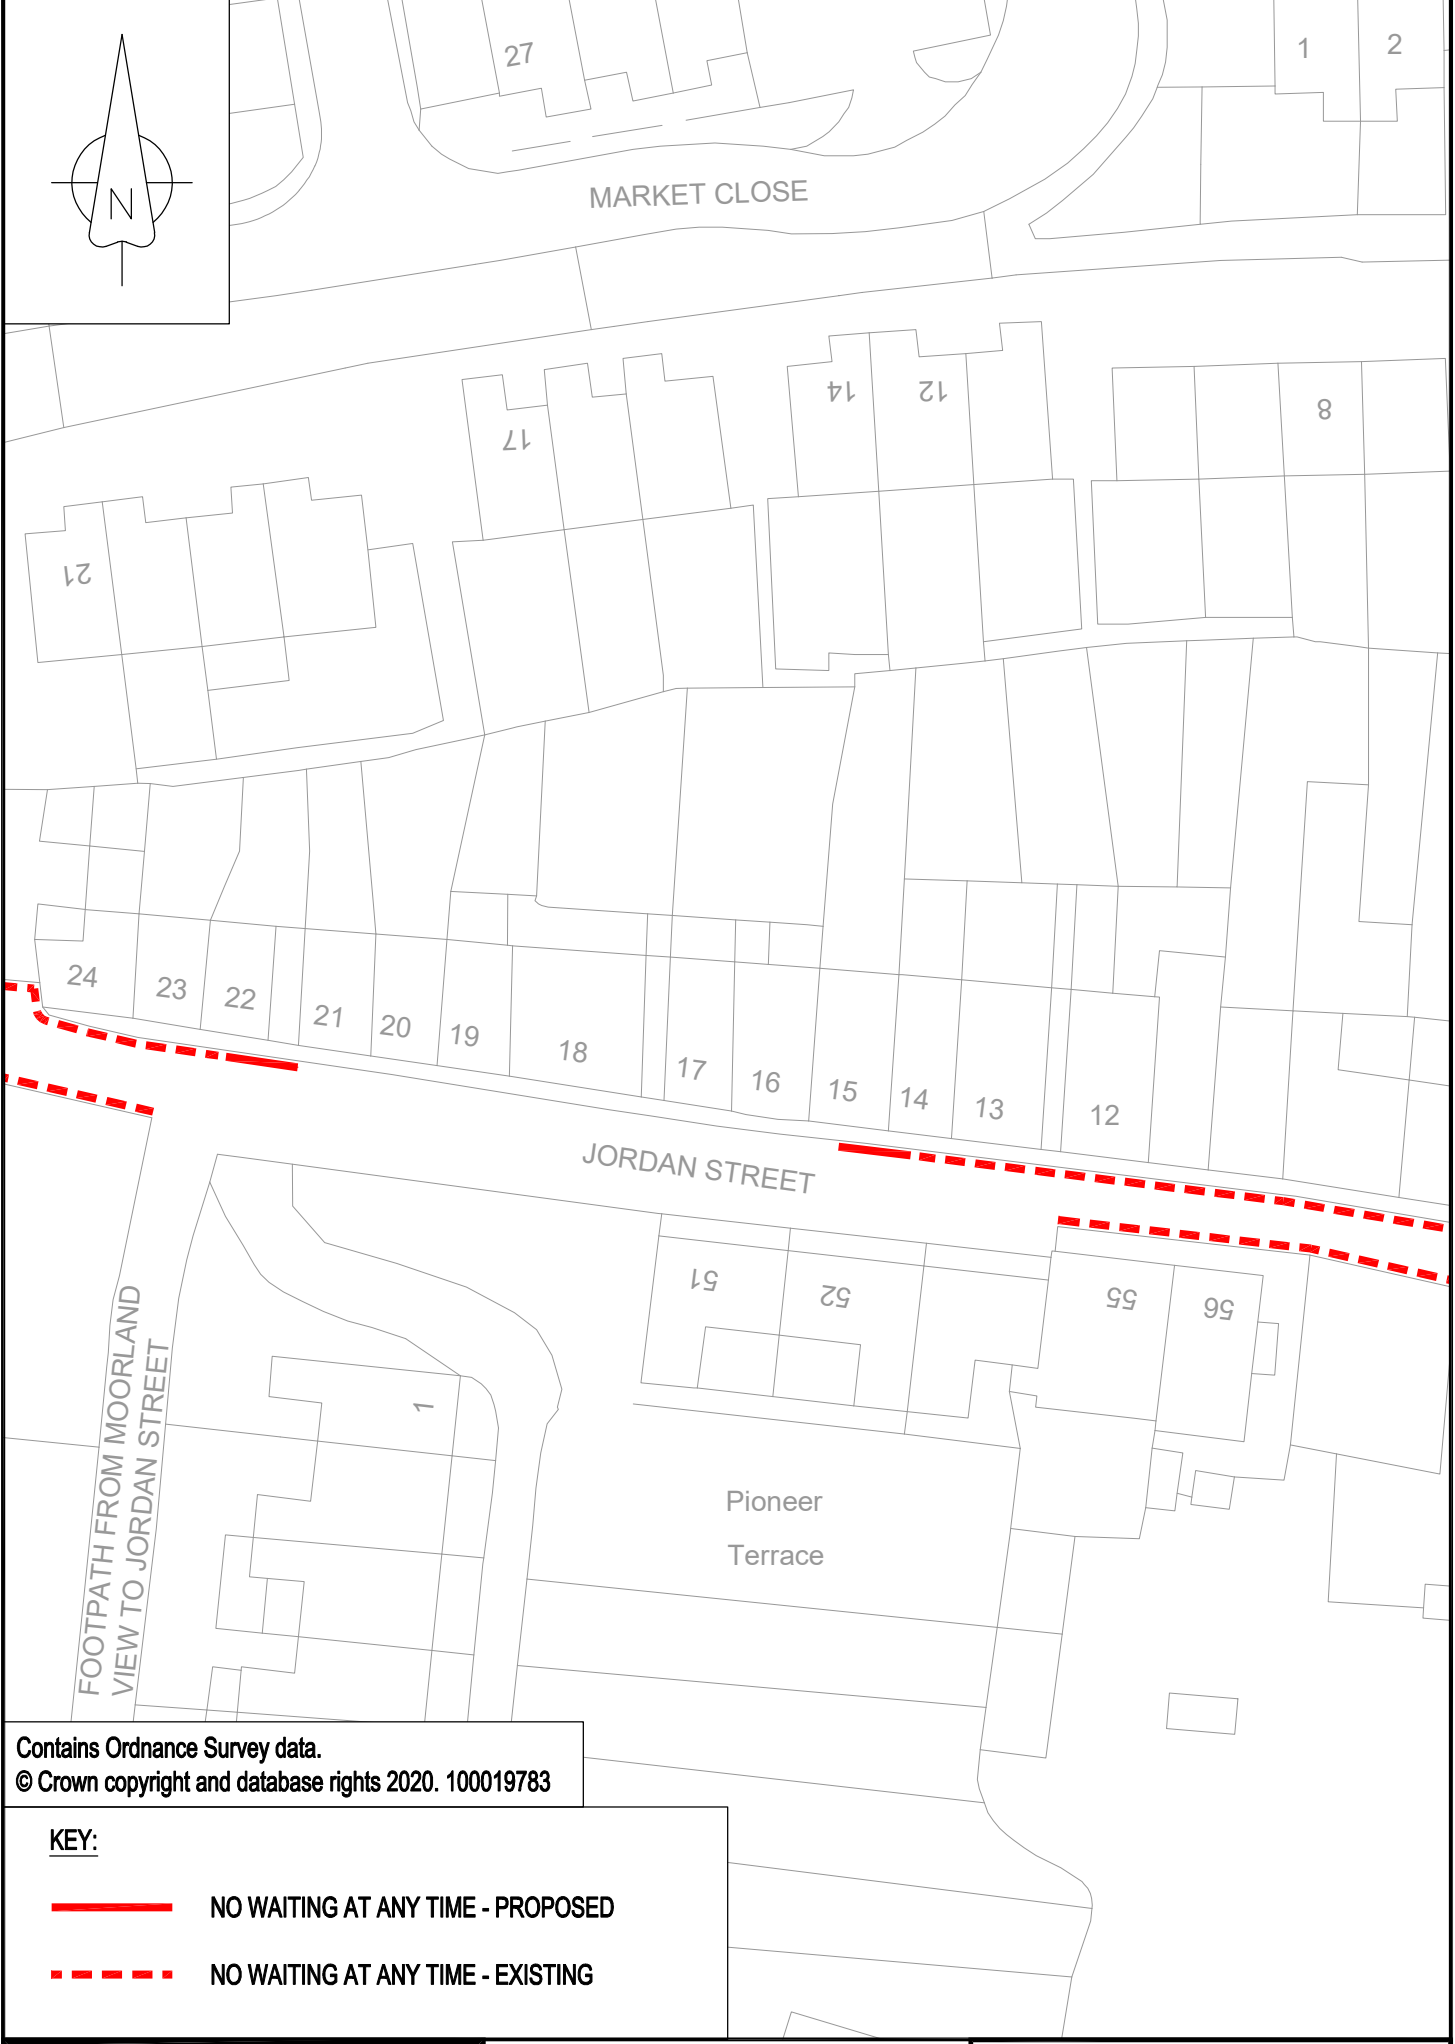 27
1
2
N
MARKET CLOSE
14
12
8
17
21
24
23
22
21
20
19
18
17
16
15
14
13
12
JORDAN STREET
51
52
55
56
1
FOOTPATH FROM MOORLAND
VIEW TO JORDAN STREET
Pioneer
Terrace
Contains Ordnance Survey data.
© Crown copyright and database rights 2020. 100019783
KEY:
NO WAITING AT ANY TIME - PROPOSED
NO WAITING AT ANY TIME - EXISTING